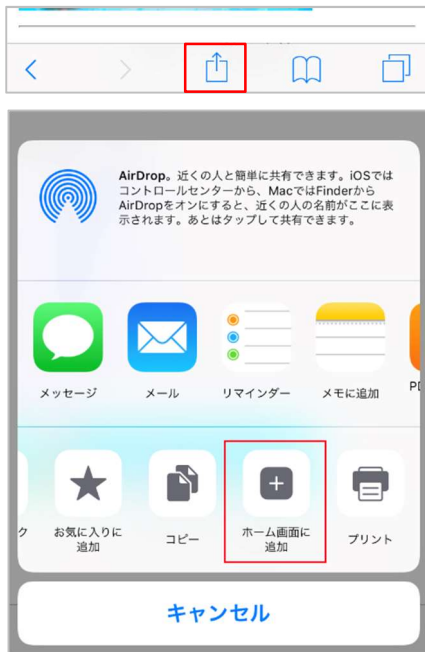 AirDrop。近くの人と簡単に共有できます。iOSでは
コントロールセンターから、MacではFinderから
AirDropをオンにすると、近くの人の名前がここに表
示されます。あとはタップして共有できます。
メッセージ
メール
リマインダー
メモに追加
PD
ク
お気に入りに
追加
コピー
ホーム画面に
追加
プリント
キャンセル